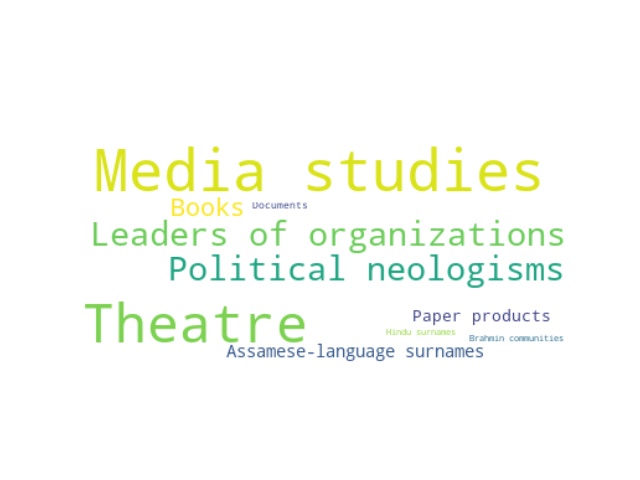 Media studies
Books
Documents
Leaders of organizations
Political neologisms
Theatre
Paper products
Hindu surnames
Brahmin communities
Assamese-language surnames